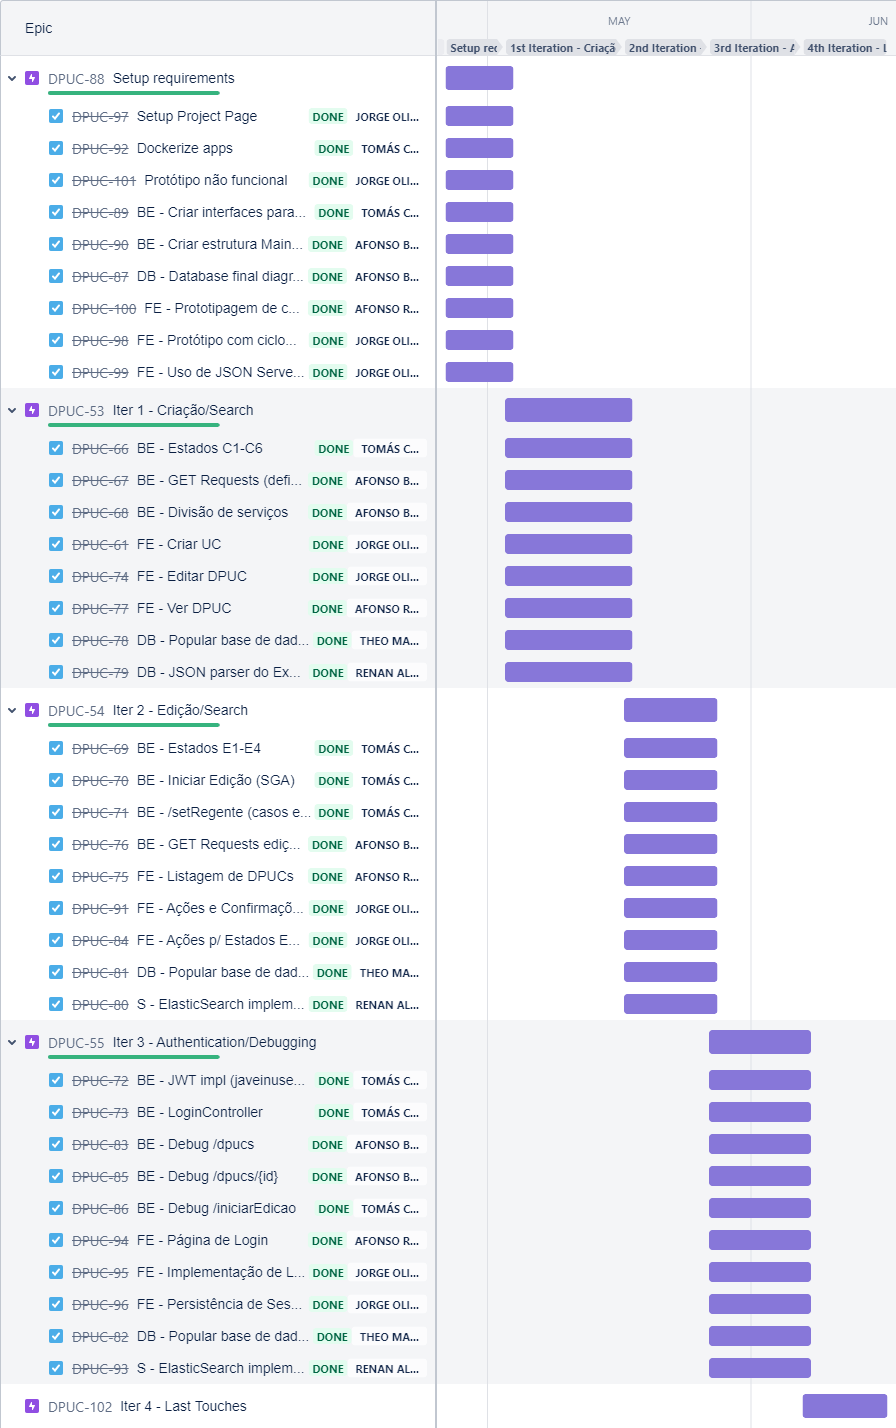 Epic
MAY
JUN
Setup rec
1st Iteration - Criaçã
2nd Iteration
3rd Iteration - A
4th Iteration - L
DPUC-88 Setup requirements
DPUC-97 Setup Project Page DONE JORGE OLI...
DPUC-92 Dockerize apps DONE TOMÁS C...
DPUC-101 Protótipo não funcional DONE JORGE OLI...
DPUC-89 BE - Criar interfaces para... DONE TOMÁS C...
DPUC-90 BE - Criar estrutura Main... DONE AFONSO B...
DPUC-87 DB - Database final diagr... DONE AFONSO B...
DPUC-100 FE - Prototipagem de c... DONE AFONSO R...
DPUC-98 FE - Protótipo com ciclo... DONE JORGE OLI...
DPUC-99 FE - Uso de JSON Serve... DONE JORGE OLI...
DPUC-53 Iter 1 - Criação/Search
DPUC-66 BE - Estados C1-C6 DONE TOMÁS C...
DPUC-67 BE - GET Requests (defi... DONE AFONSO B...
DPUC-68 BE - Divisão de serviços DONE AFONSO B...
DPUC-61 FE - Criar UC DONE JORGE OLI...
DPUC-74 FE - Editar DPUC DONE JORGE OLI...
DPUC-77 FE - Ver DPUC DONE AFONSO R...
DPUC-78 DB - Popular base de dad... DONE THEO MA...
DPUC-79 DB - JSON parser do Ex... DONE RENAN AL...
DPUC-54 Iter 2 - Edição/Search
DPUC-69 BE - Estados E1-E4 DONE TOMÁS C...
DPUC-70 BE - Iniciar Edição (SGA) DONE TOMÁS C...
DPUC-71 BE - /setRegente (casos e... DONE TOMÁS C...
DPUC-76 BE - GET Requests ediç... DONE AFONSO B...
DPUC-75 FE - Listagem de DPUCs DONE AFONSO R...
DPUC-91 FE - Ações e Confirmaçõ... DONE JORGE OLI...
DPUC-84 FE - Ações p/ Estados E... DONE JORGE OLI...
DPUC-81 DB - Popular base de dad... DONE THEO MA...
DPUC-80 S - ElasticSearch implem... DONE RENAN AL...
DPUC-55 Iter 3 - Authentication/Debugging
DPUC-72 BE - JWT impl (javeinuse... DONE TOMÁS C...
DPUC-73 BE - LoginController DONE TOMÁS C...
DPUC-83 BE - Debug /dpucs DONE AFONSO B...
DPUC-85 BE - Debug /dpucs/{id} DONE AFONSO B...
DPUC-86 BE - Debug /iniciarEdicao DONE TOMÁS C...
DPUC-94 FE - Página de Login DONE AFONSO R...
DPUC-95 FE - Implementação de L... DONE JORGE OLI...
DPUC-96 FE - Persistência de Ses... DONE JORGE OLI...
DPUC-82 DB - Popular base de dad... DONE THEO MA...
DPUC-93 S - ElasticSearch implem... DONE RENAN AL...
DPUC-102 Iter 4 - Last Touches